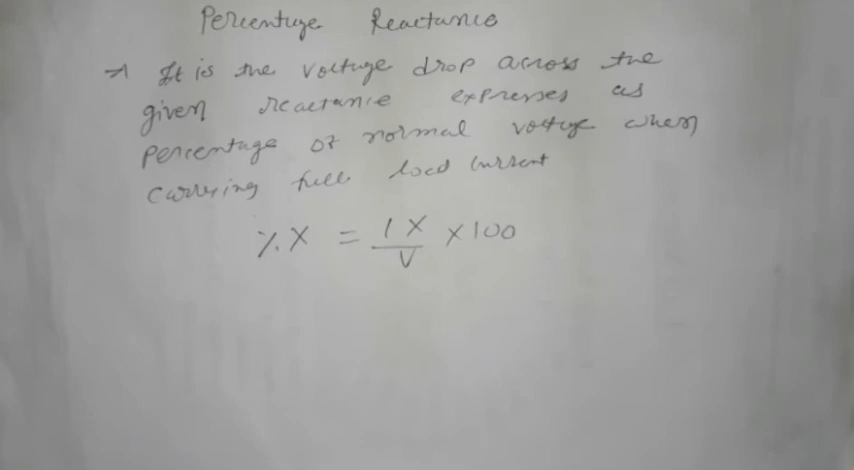 Percentage Reactance
→ It is the voltage drop across the
given reactance expresses as
percentage of normal voltage when
carrying full load current
%X = IX/V × 100